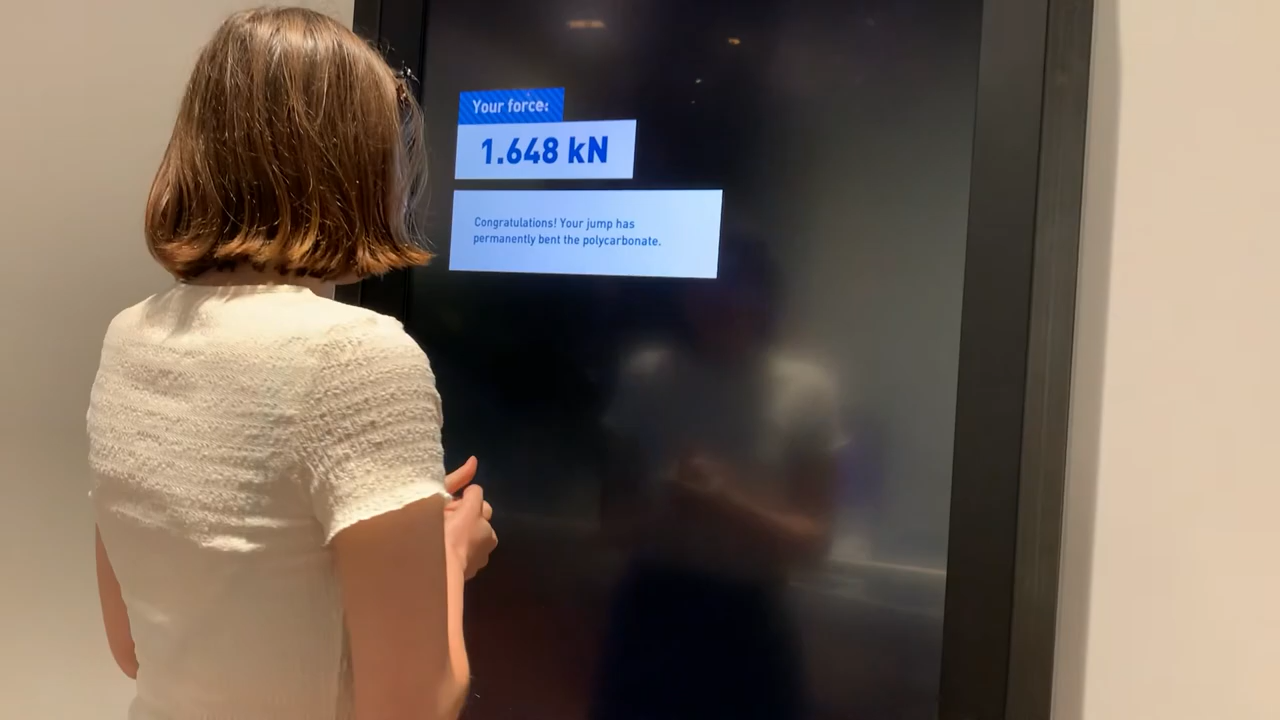 Your force:
1.648 kN
Congratulations! Your jump has
permanently bent the polycarbonate.